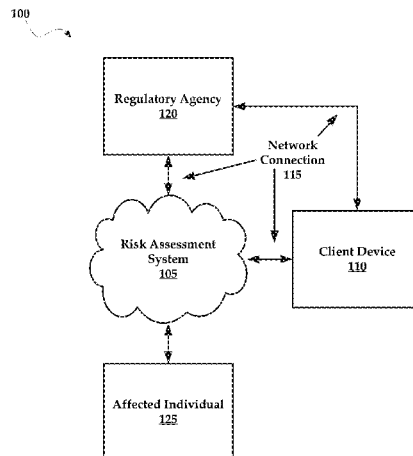 100
Regulatory Agency
120
Network
Connection
115
Risk Assessment
System
105
Client Device
110
Affected Individual
125